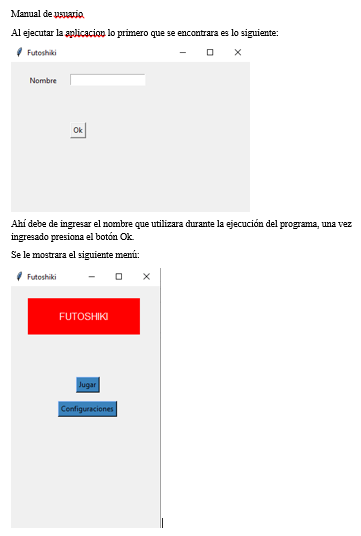 Manual de usuario.
Al ejecutar la aplicacion lo primero que se encontrara es lo siguiente:
Futoshiki
Nombre
Ok
Ahí debe de ingresar el nombre que utilizara durante la ejecución del programa, una vez
ingresado presiona el botón Ok.
Se le mostrara el siguiente menú:
Futoshiki
FUTOSHIKI
Jugar
Configuraciones